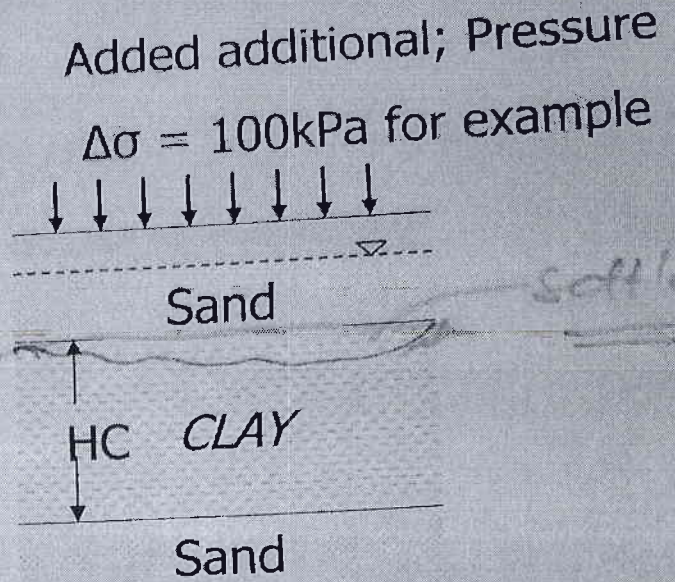 Added additional; Pressure
Δσ = 100kPa for example
Sand
HC CLAY
Sand